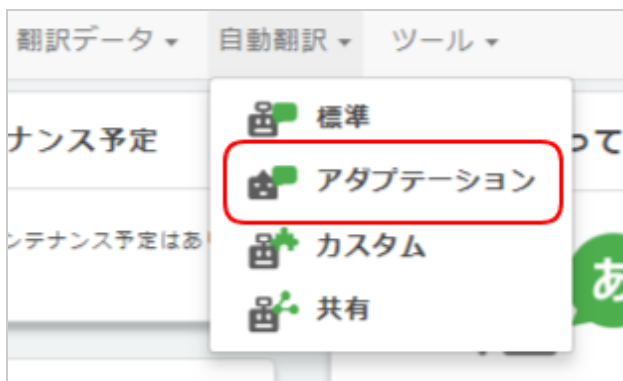 翻訳データ 自動翻訳 ツール
標準
ナンス予定
って
アダプテーション
ンテナンス予定はあ
カスタム
あ
共有